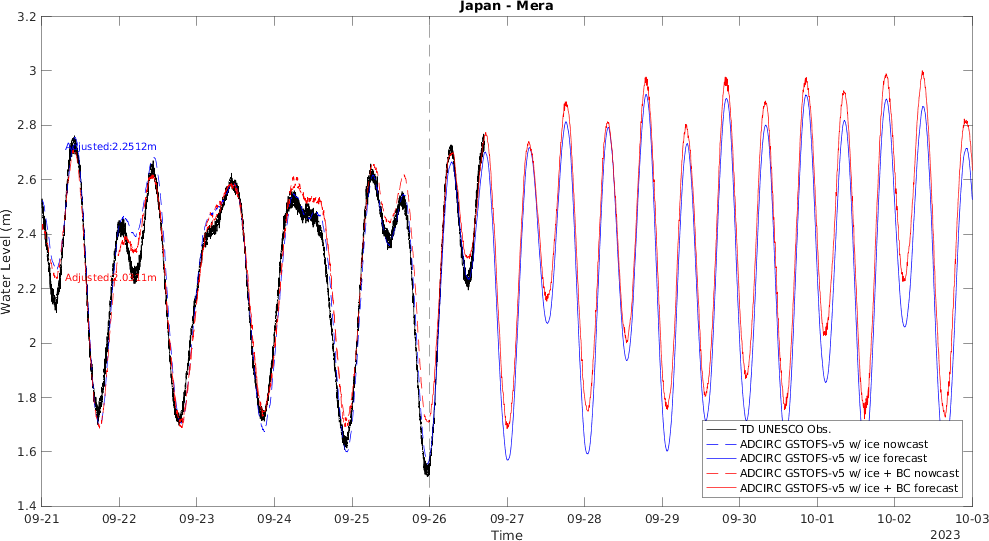 Japan - Mera
3.2
3
2.8
2.6
2.4
2.2
2
1.8
1.6
1.4
Water Level (m)
Adjusted:2.2512m
TD UNESCO Obs.
ADCIRC GSTOFS-v5 w/ ice nowcast
ADCIRC GSTOFS-v5 w/ ice forecast
ADCIRC GSTOFS-v5 w/ ice + BC nowcast
ADCIRC GSTOFS-v5 w/ ice + BC forecast
09-21 09-22 09-23 09-24 09-25 09-26 09-27 09-28 09-29 09-30 10-01 10-02 10-03
Time
2023